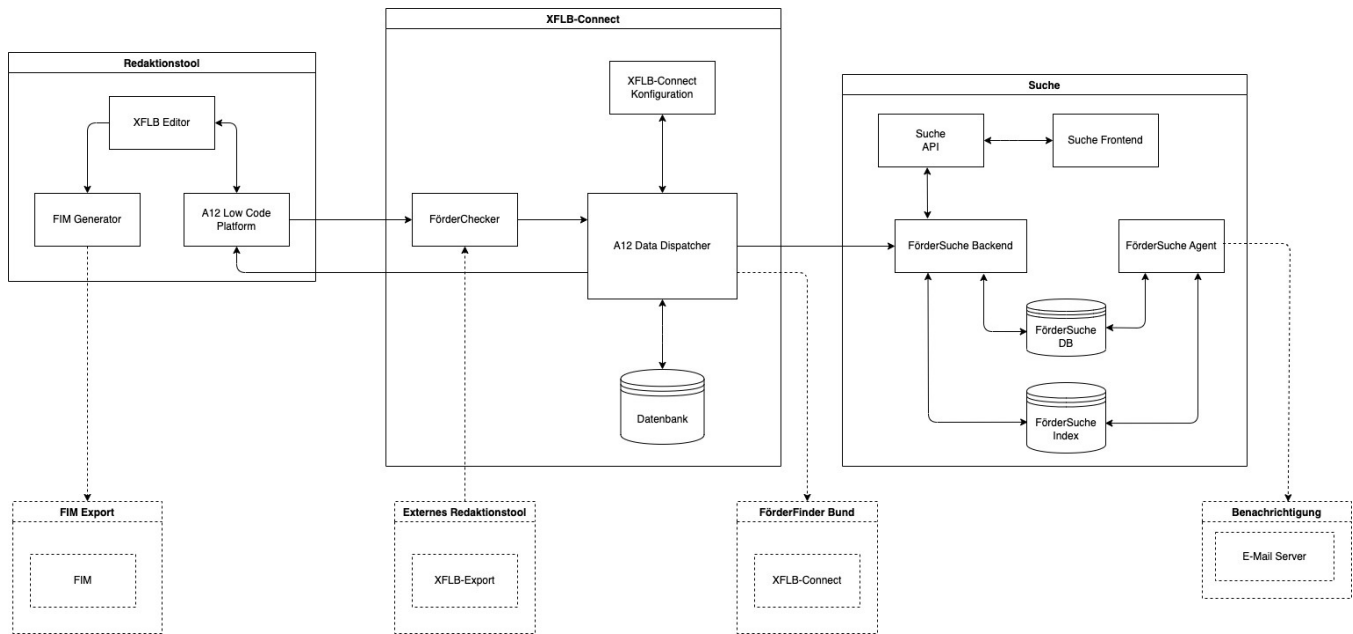 XFLB-Connect
Redaktionstool
XFLB Editor
FIM Generator
A12 Low Code
Platform
XFLB-Connect
Konfiguration
FörderChecker
A12 Data Dispatcher
Datenbank
Suche
Suche
API
Suche Frontend
FörderSuche Backend
FörderSuche Agent
FörderSuche
DB
FörderSuche
Index
FIM Export
FIM
Externes Redaktionstool
XFLB-Export
FörderFinder Bund
XFLB-Connect
Benachrichtigung
E-Mail Server